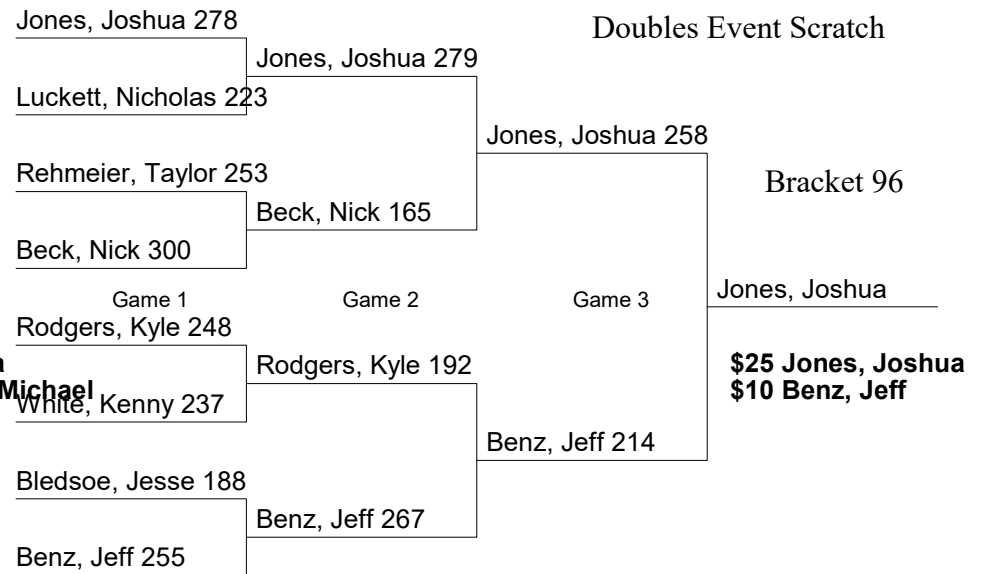 Jones, Joshua 278
Doubles Event Scratch
Jones, Joshua 279
Luckett, Nicholas 223
Jones, Joshua 258
Rehmeier, Taylor 253
Bracket 96
Beck, Nick 165
Beck, Nick 300
Game 1 Game 2 Game 3
Jones, Joshua
Rodgers, Kyle 248
Rodgers, Kyle 192
$25 Jones, Joshua
Michael
$10 Benz, Jeff
White, Kenny 237
Benz, Jeff 214
Bledsoe, Jesse 188
Benz, Jeff 267
Benz, Jeff 255